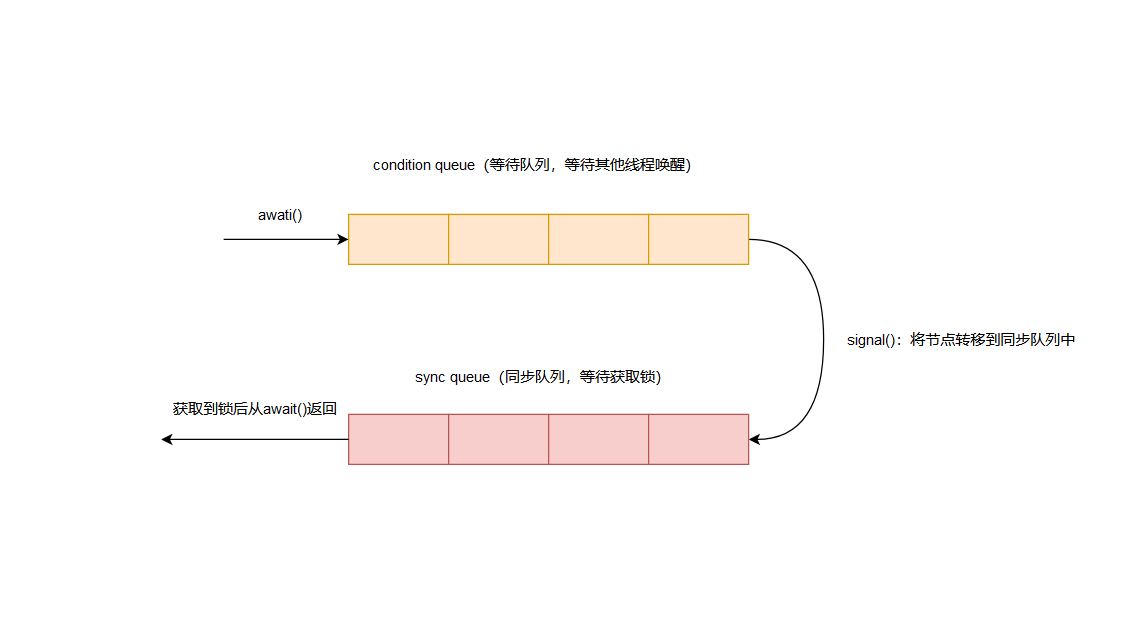 condition queue（等待队列，等待其他线程唤醒）
awati()
signal()：将节点转移到同步队列中
sync queue（同步队列，等待获取锁）
获取到锁后从await()返回